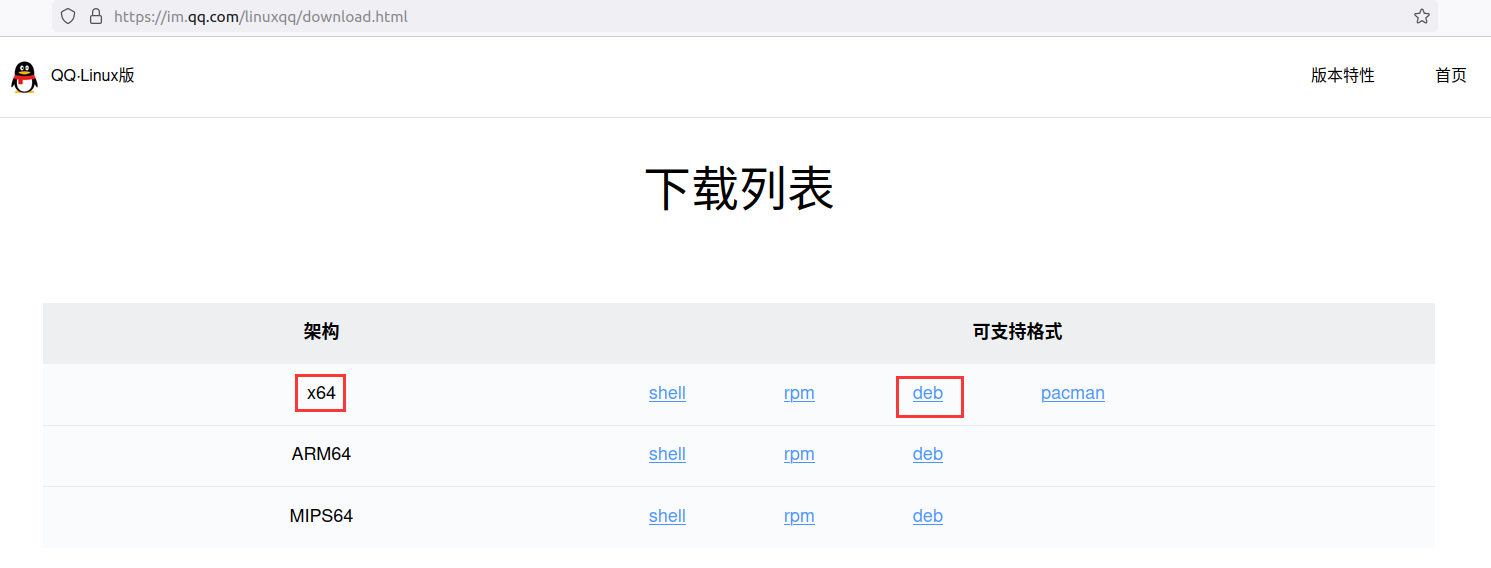 https://im.qq.com/linuxqq/download.html
QQ·Linux版 版本特性 首页
下载列表
架构 可支持格式
x64 shell rpm deb pacman
ARM64 shell rpm deb
MIPS64 shell rpm deb